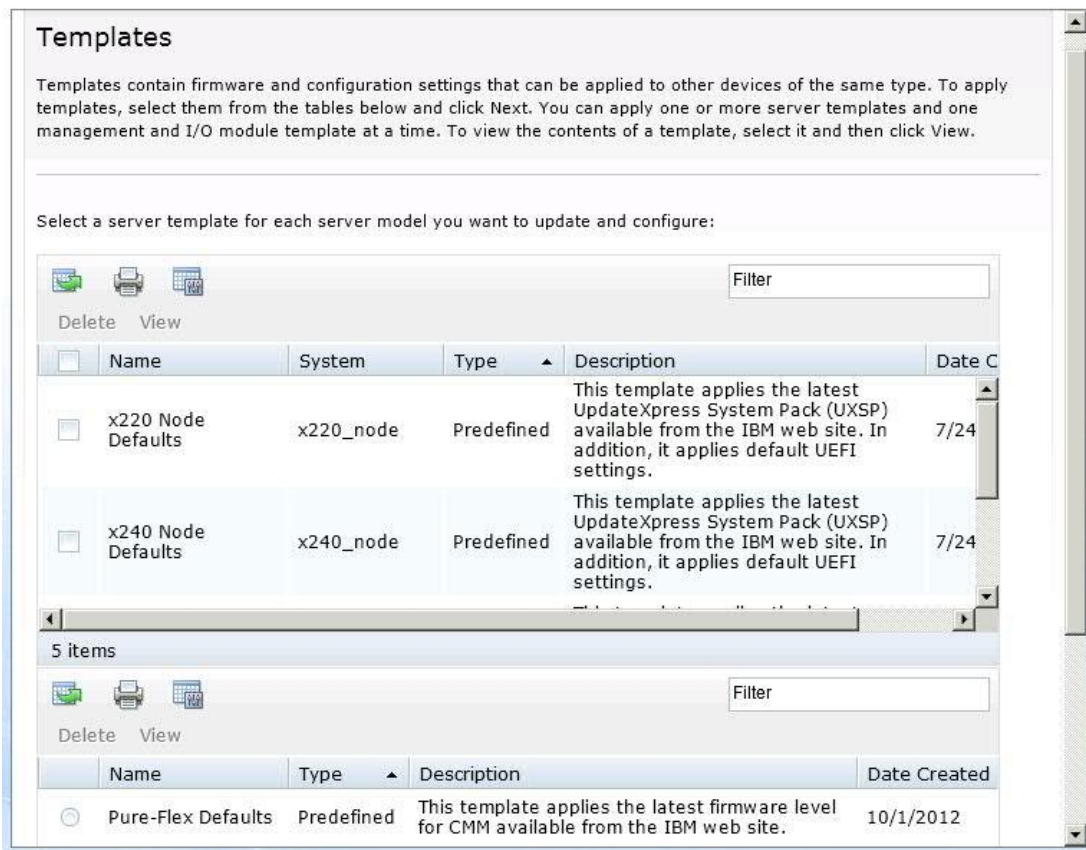 Templates
Templates contain firmware and configuration settings that can be applied to other devices of the same type. To apply
templates, select them from the tables below and click Next. You can apply one or more server templates and one
management and I/O module template at a time. To view the contents of a template, select it and then click View.
Select a server template for each server model you want to update and configure:
Filter
Delete View
Name System Type Description Date C
x220 Node
Defaults
x220_node
Predefined
This template applies the latest
UpdateXpress System Pack (UXSP)
available from the IBM web site. In
addition, it applies default UEFI
settings.
7/24
x240 Node
Defaults
x240_node
Predefined
This template applies the latest
UpdateXpress System Pack (UXSP)
available from the IBM web site. In
addition, it applies default UEFI
settings.
7/24
5 items
Filter
Delete View
Name Type Description Date Created
Pure-Flex Defaults
Predefined
This template applies the latest firmware level
for CMM available from the IBM web site.
10/1/2012